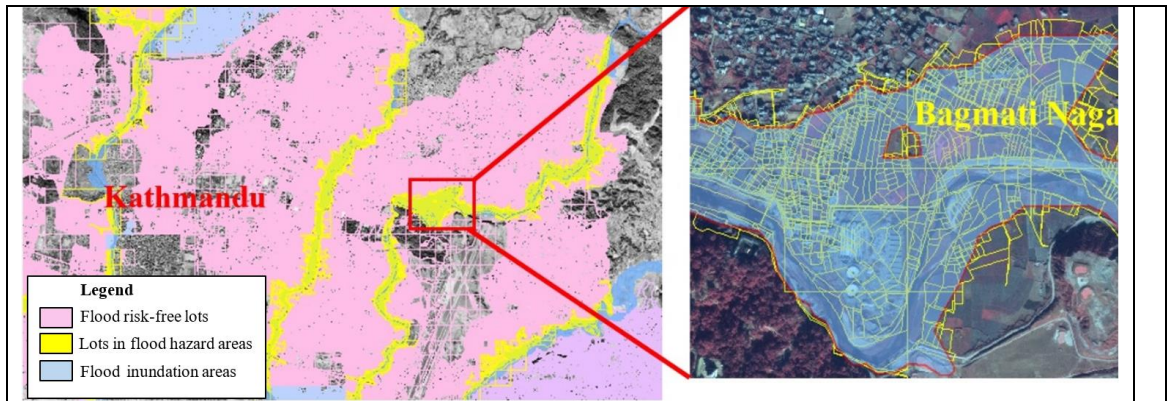 Kathmandu
Bagmati Naga
Legend
Flood risk-free lots
Lots in flood hazard areas
Flood inundation areas